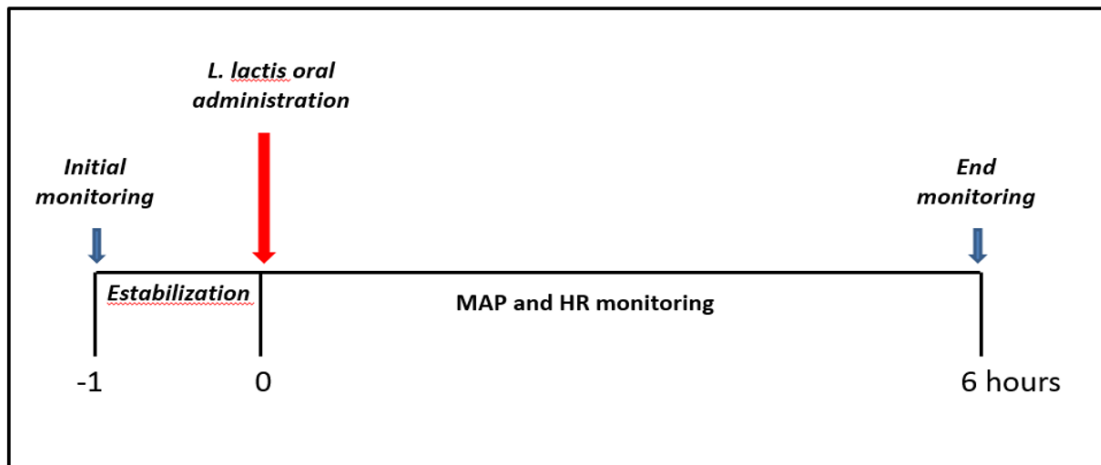 L. lactis oral
administration
Initial
monitoring
End
monitoring
Estabilization
MAP and HR monitoring
-1
0
6 hours